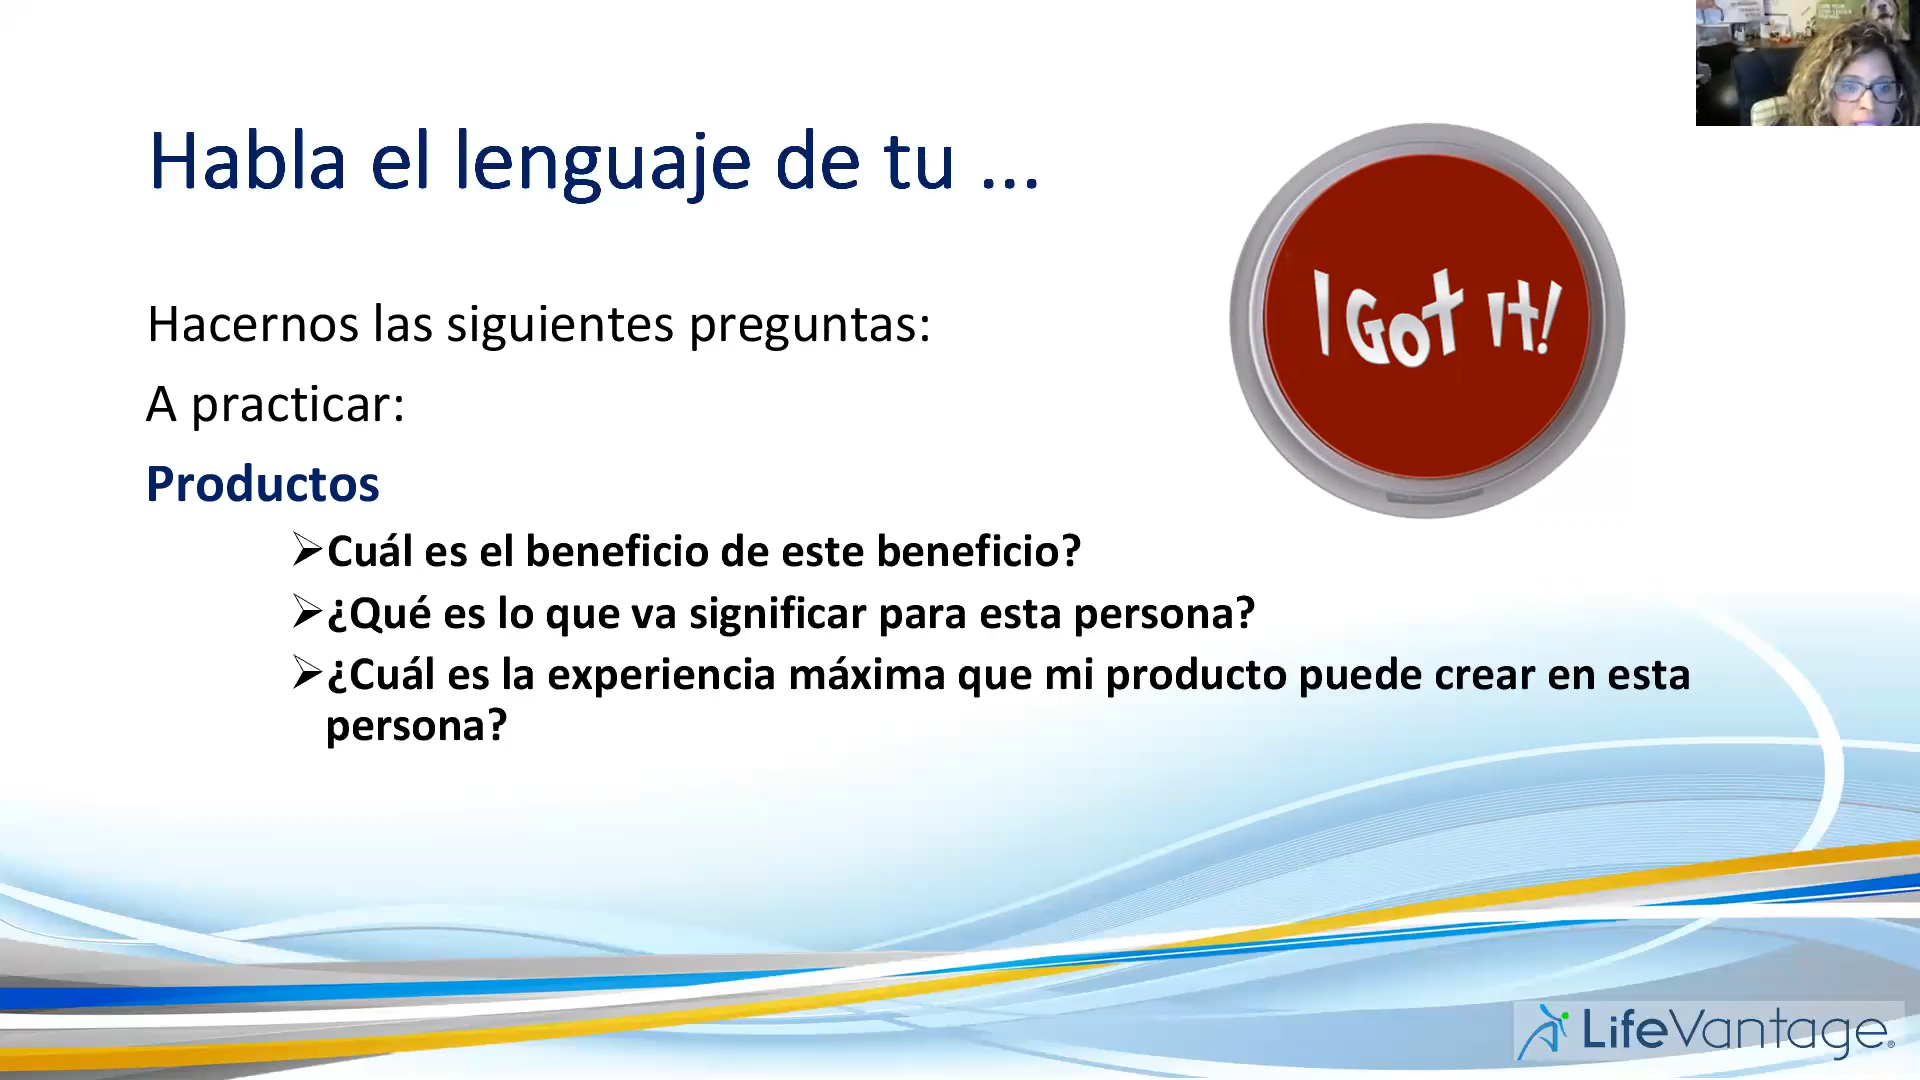 Habla el lenguaje de tu ...
I GOT IT!
Hacernos las siguientes preguntas:
A practicar:
Productos
➢Cuál es el beneficio de este beneficio?
➢¿Qué es lo que va significar para esta persona?
➢¿Cuál es la experiencia máxima que mi producto puede crear en esta
persona?
LifeVantage®